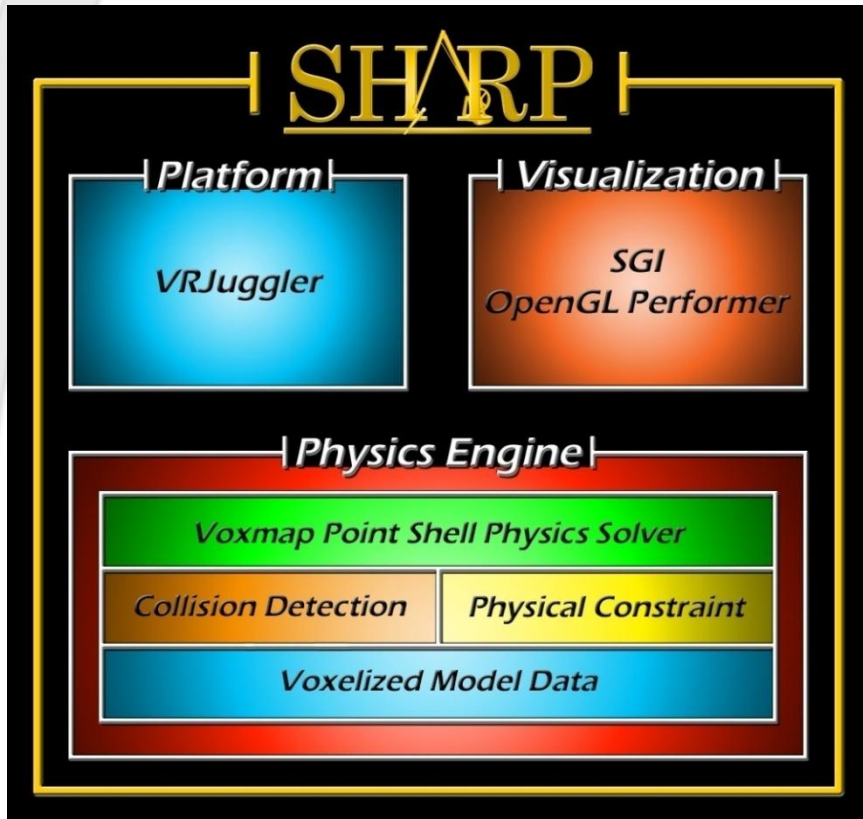 SHARP
Platform
Visualization
VRJuggler
SGI
OpenGL Performer
Physics Engine
Voxmap Point Shell Physics Solver
Collision Detection
Physical Constraint
Voxelized Model Data